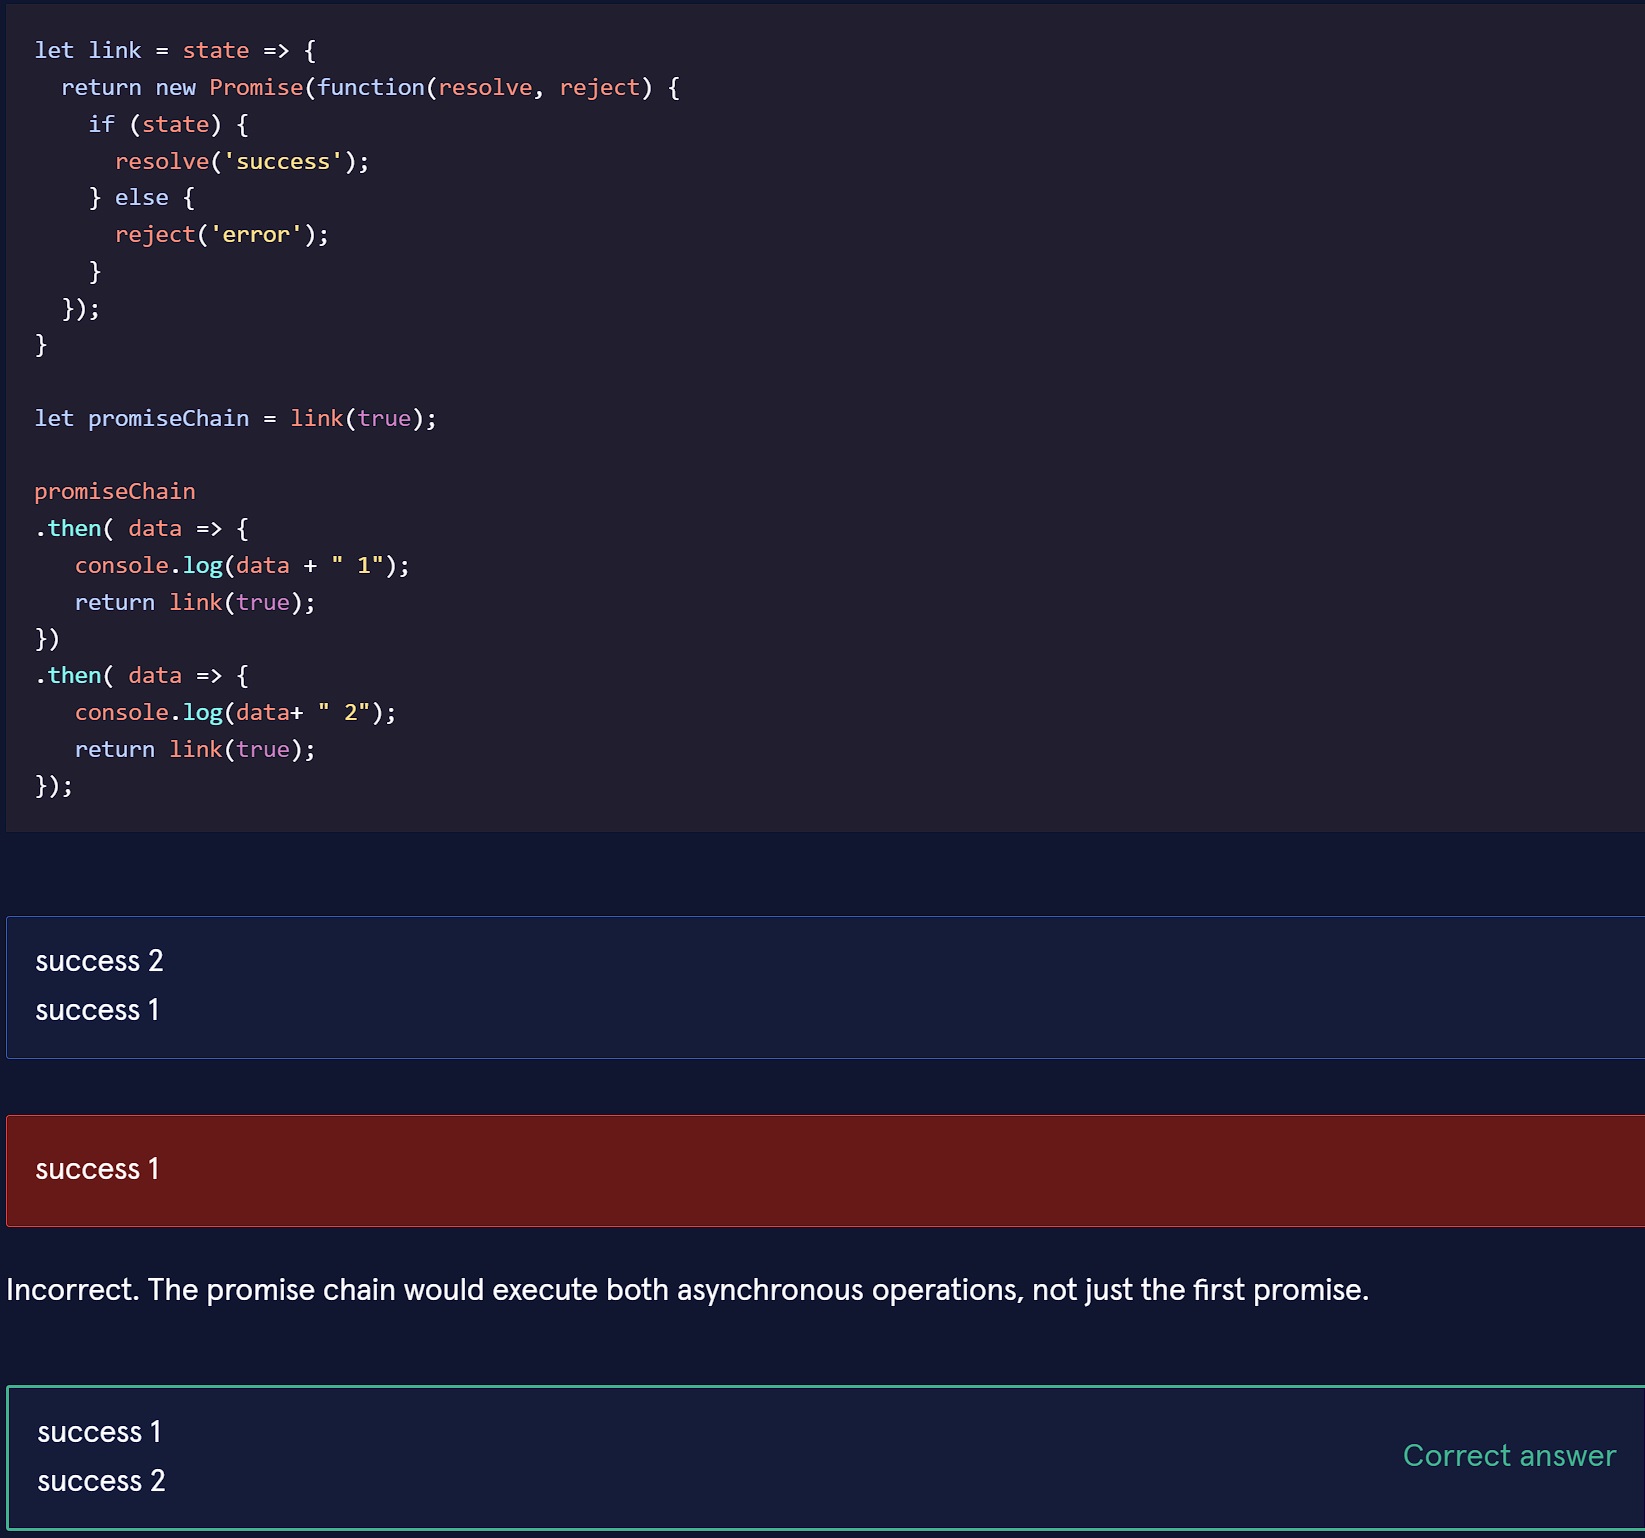 let link = state => {
  return new Promise(function(resolve, reject) {
    if (state) {
      resolve('success');
    } else {
      reject('error');
    }
  });
}

let promiseChain = link(true);

promiseChain
.then( data => {
   console.log(data + " 1");
   return link(true);
})
.then( data => {
   console.log(data+ " 2");
   return link(true);
});
success 2
success 1
success 1
Incorrect. The promise chain would execute both asynchronous operations, not just the first promise.
success 1
success 2
Correct answer